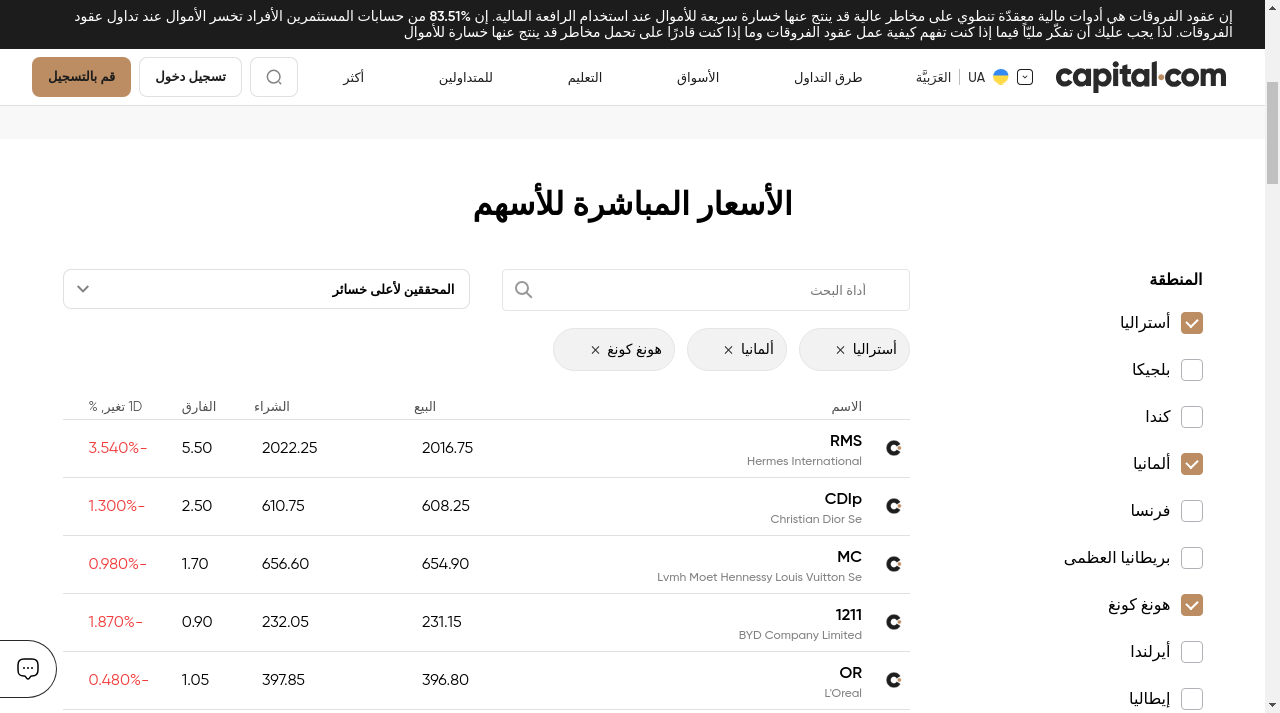 إن عقود الفروقات هي أدوات مالية معقدّة تنطوي على مخاطر عالية قد ينتج عنها خسارة سريعة للأموال عند استخدام الرافعة المالية. إن 83.51% من حسابات المستثمرين الأفراد تخسر الأموال عند تداول عقود
الفروقات. لذا يجب عليك أن تفكّر مليّاً فيما إذا كنت تفهم كيفية عمل عقود الفروقات وما إذا كنت قادرًا على تحمل مخاطر قد ينتج عنها خسارة للأموال
capital.com
UA العَرَبيَّة
طرق التداول
الأسواق
التعليم
للمتداولين
أكثر
تسجيل دخول
قم بالتسجيل
الأسعار المباشرة للأسهم
المنطقة
أستراليا
بلجيكا
كندا
ألمانيا
فرنسا
بريطانيا العظمى
هونغ كونغ
أيرلندا
إيطاليا
أداة البحث
المحققين لأعلى خسائر
أستراليا ×
ألمانيا ×
هونغ كونغ ×
الاسم البيع الشراء الفارق 1D تغير, %
RMS 2016.75 2022.25 5.50 -3.540%
Hermes International
CDIp 608.25 610.75 2.50 -1.300%
Christian Dior Se
MC 654.90 656.60 1.70 -0.980%
Lvmh Moet Hennessy Louis Vuitton Se
1211 231.15 232.05 0.90 -1.870%
BYD Company Limited
OR 396.80 397.85 1.05 -0.480%
L'Oreal